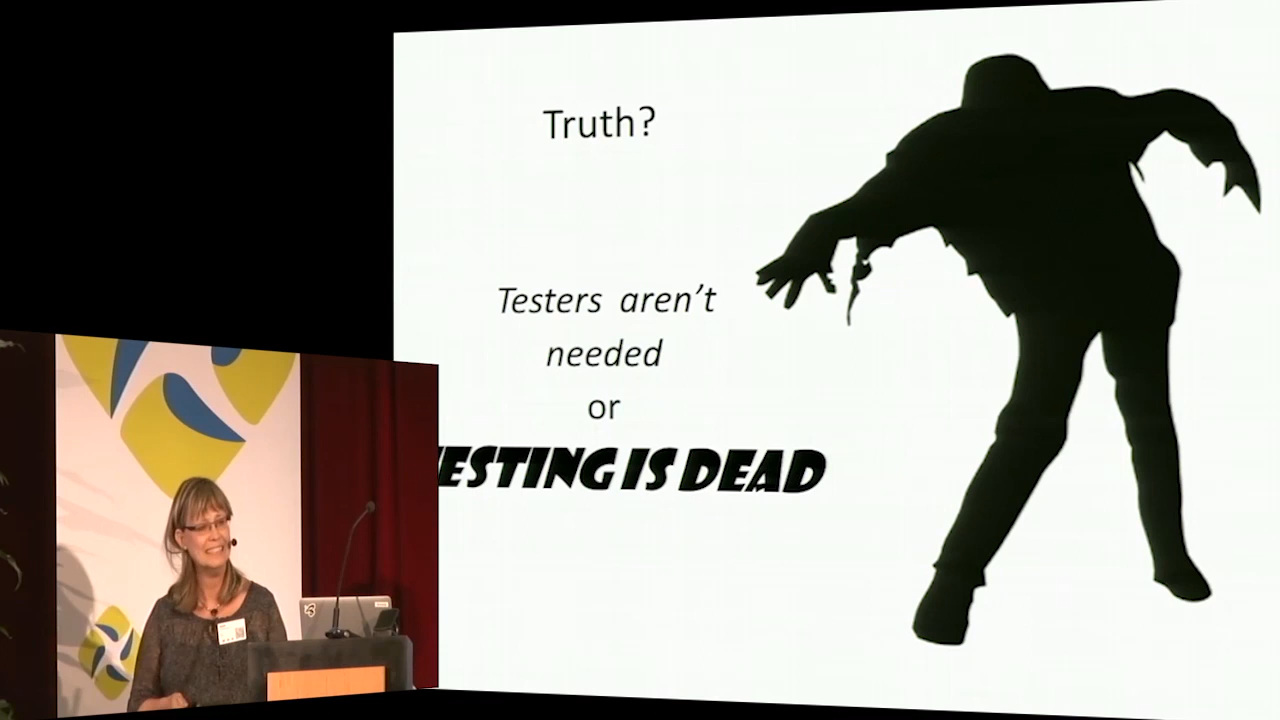 Truth?
Testers aren't
needed
or
ESTING IS DEAD